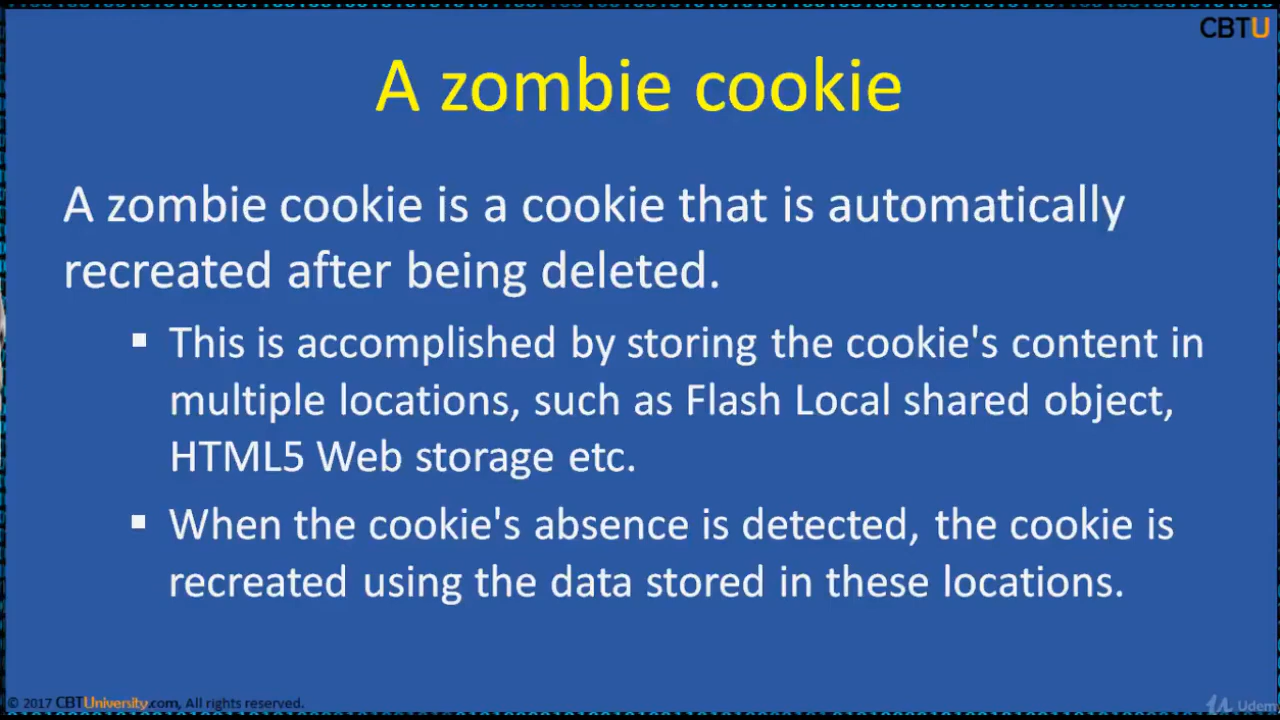 CBTU
A zombie cookie
A zombie cookie is a cookie that is automatically
recreated after being deleted.
▪ This is accomplished by storing the cookie's content in
multiple locations, such as Flash Local shared object,
HTML5 Web storage etc.
▪ When the cookie's absence is detected, the cookie is
recreated using the data stored in these locations.
© 2017 CBTUniversity.com, All rights reserved.